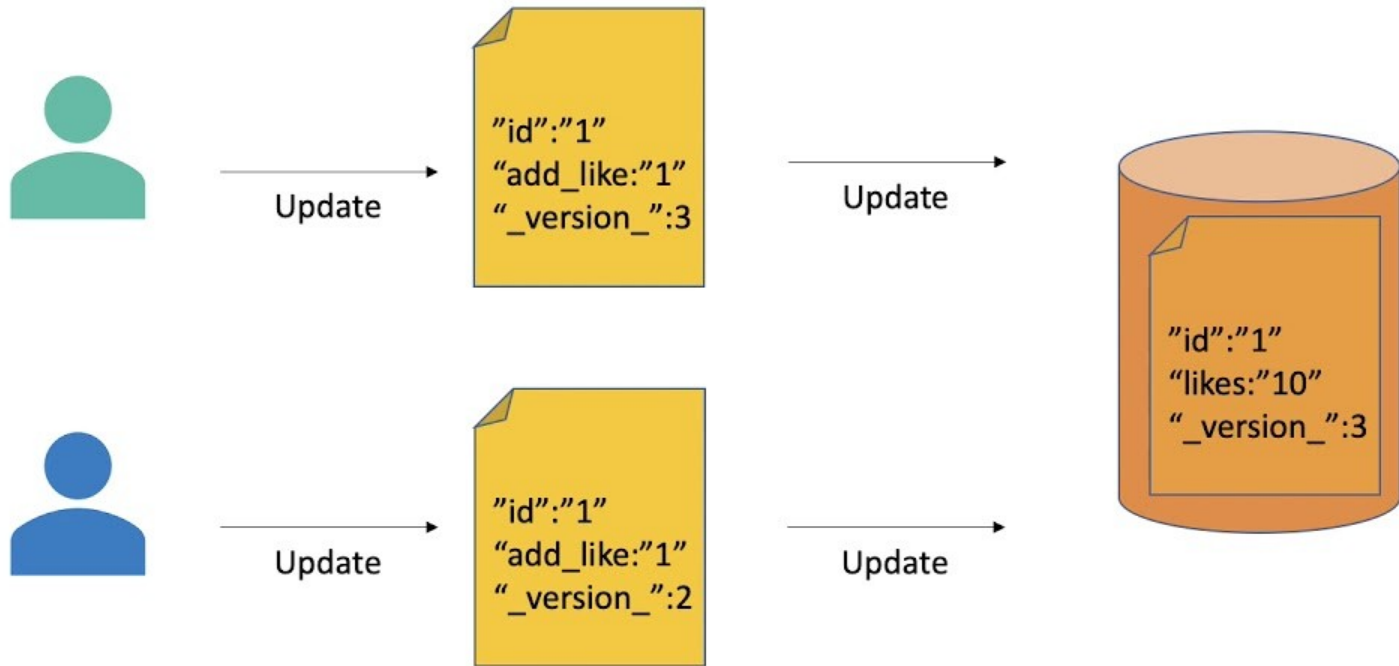 ”id”:”1”
“add_like:”1”
“_version_”:3
Update
Update
”id”:”1”
“likes:”10”
“_version_”:3
”id”:”1”
“add_like:”1”
“_version_”:2
Update
Update